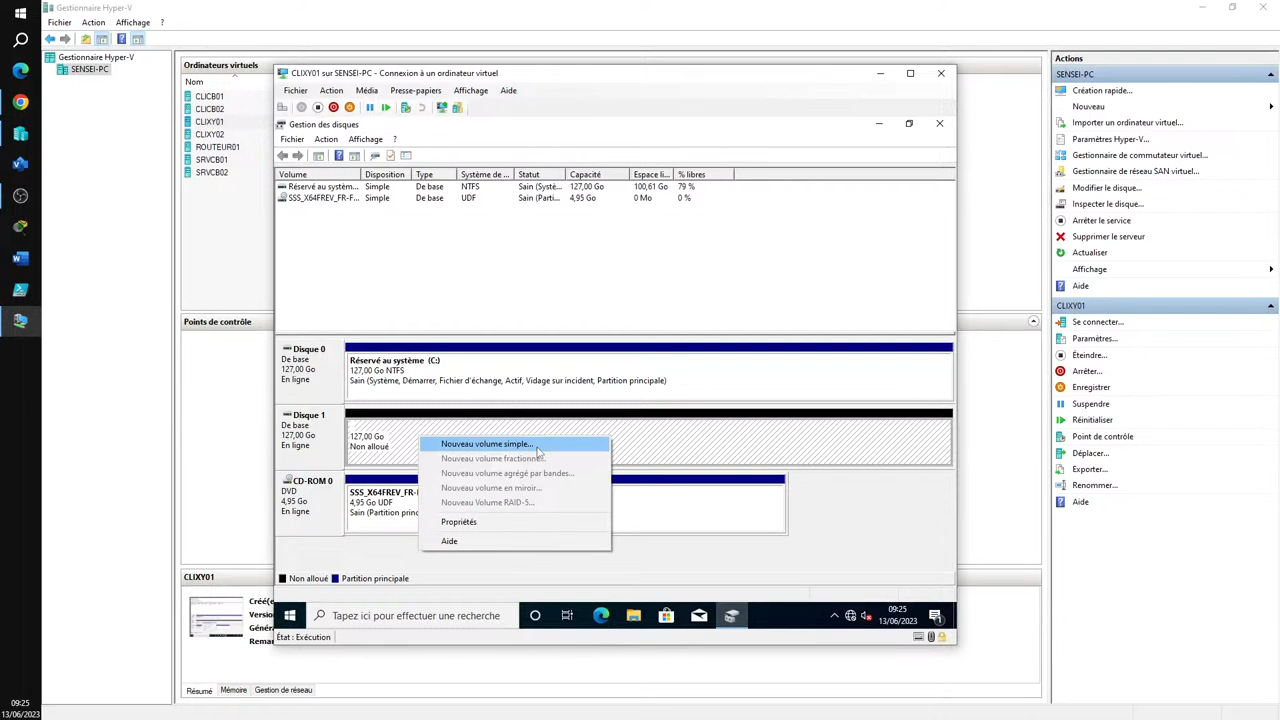 Gestionnaire Hyper-V
Fichier Action Affichage ?
Gestionnaire Hyper-V
SENSEI-PC
Ordinateurs virtuels
Nom
CLICB01
CLICB02
CLIXY01
CLIXY02
ROUTEUR01
SRVCB01
SRVCB02
Points de contrôle
CLIXY01
Créé(
Version
Généra
Remar
Résumé Mémoire Gestion de réseau
CLIXY01 sur SENSEI-PC - Connexion à un ordinateur virtuel
Fichier Action Média Presse-papiers Affichage Aide
Gestion des disques
Fichier Action Affichage ?
Volume Disposition Type Système de ... Statut Capacité Espace li... % libres
Réservé au systèm... Simple De base NTFS Sain (Systè... 127,00 Go 100,61 Go 79 %
SSS_X64FREV_FR-F... Simple De base UDF Sain (Parti... 4,95 Go 0 Mo 0 %
Disque 0
De base
127,00 Go
En ligne
Réservé au système (C:)
127,00 Go NTFS
Sain (Système, Démarrer, Fichier d'échange, Actif, Vidage sur incident, Partition principale)
Disque 1
De base
127,00 Go
En ligne
127,00 Go
Non alloué
Nouveau volume simple...
Nouveau volume fractionn
Nouveau volume agrégé par bandes...
Nouveau volume en miroir...
Nouveau Volume RAID-5...
Propriétés
Aide
CD-ROM 0
DVD
4,95 Go
En ligne
SSS_X64FREV_FR-
4,95 Go UDF
Sain (Partition princ
Non alloué Partition principale
Tapez ici pour effectuer une recherche
09:25
13/06/2023
1
État : Exécution
Actions
SENSEI-PC
Création rapide...
Nouveau
Importer un ordinateur virtuel...
Paramètres Hyper-V...
Gestionnaire de commutateur virtuel...
Gestionnaire de réseau SAN virtuel...
Modifier le disque...
Inspecter le disque...
Arrêter le service
Supprimer le serveur
Actualiser
Affichage
Aide
CLIXY01
Se connecter...
Paramètres...
Éteindre...
Arrêter...
Enregistrer
Suspendre
Réinitialiser
Point de contrôle
Déplacer...
Exporter...
Renommer...
Aide
09:25
13/06/2023